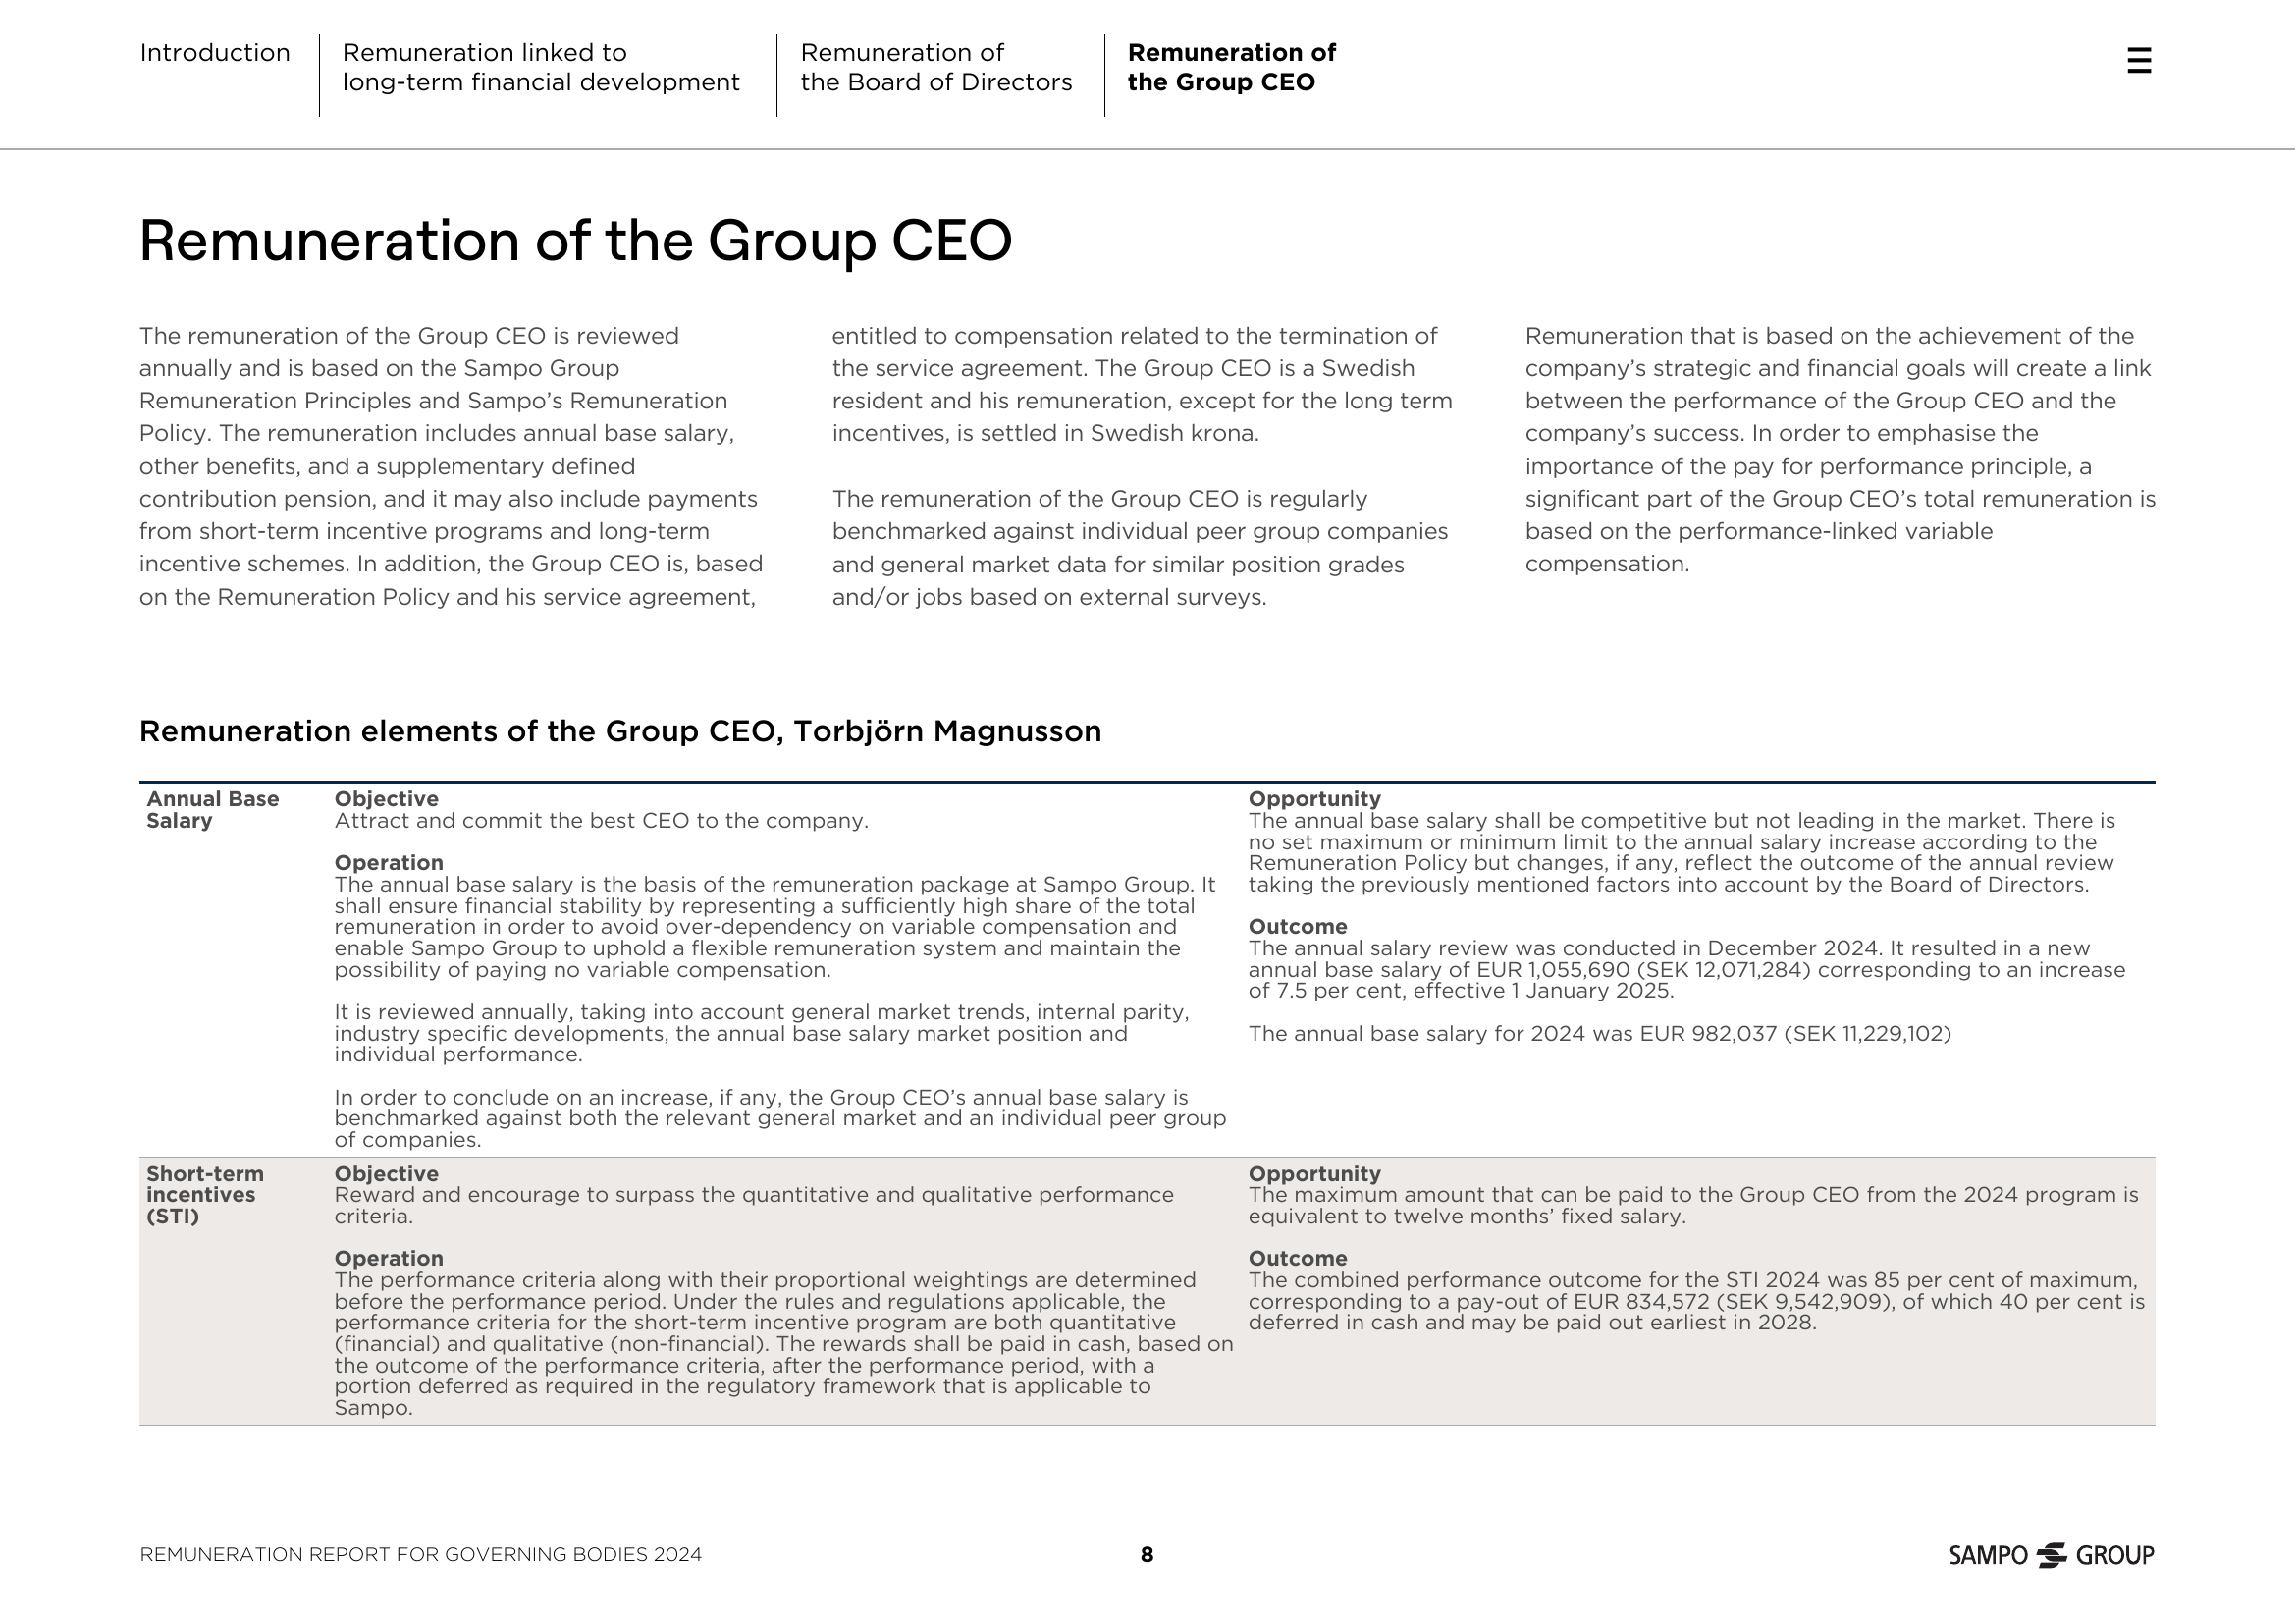 Introduction
Remuneration linked to
long-term financial development
Remuneration of
the Board of Directors
Remuneration of
the Group CEO
Remuneration of the Group CEO
The remuneration of the Group CEO is reviewed
annually and is based on the Sampo Group
Remuneration Principles and Sampo’s Remuneration
Policy. The remuneration includes annual base salary,
other benefits, and a supplementary defined
contribution pension, and it may also include payments
from short-term incentive programs and long-term
incentive schemes. In addition, the Group CEO is, based
on the Remuneration Policy and his service agreement,
entitled to compensation related to the termination of
the service agreement. The Group CEO is a Swedish
resident and his remuneration, except for the long term
incentives, is settled in Swedish krona.
The remuneration of the Group CEO is regularly
benchmarked against individual peer group companies
and general market data for similar position grades
and/or jobs based on external surveys.
Remuneration that is based on the achievement of the
company’s strategic and financial goals will create a link
between the performance of the Group CEO and the
company’s success. In order to emphasise the
importance of the pay for performance principle, a
significant part of the Group CEO’s total remuneration is
based on the performance-linked variable
compensation.
Remuneration elements of the Group CEO, Torbjörn Magnusson
Annual Base
Salary
Objective
Attract and commit the best CEO to the company.
Operation
The annual base salary is the basis of the remuneration package at Sampo Group. It
shall ensure financial stability by representing a sufficiently high share of the total
remuneration in order to avoid over-dependency on variable compensation and
enable Sampo Group to uphold a flexible remuneration system and maintain the
possibility of paying no variable compensation.
It is reviewed annually, taking into account general market trends, internal parity,
industry specific developments, the annual base salary market position and
individual performance.
In order to conclude on an increase, if any, the Group CEO’s annual base salary is
benchmarked against both the relevant general market and an individual peer group
of companies.
Opportunity
The annual base salary shall be competitive but not leading in the market. There is
no set maximum or minimum limit to the annual salary increase according to the
Remuneration Policy but changes, if any, reflect the outcome of the annual review
taking the previously mentioned factors into account by the Board of Directors.
Outcome
The annual salary review was conducted in December 2024. It resulted in a new
annual base salary of EUR 1,055,690 (SEK 12,071,284) corresponding to an increase
of 7.5 per cent, effective 1 January 2025.
The annual base salary for 2024 was EUR 982,037 (SEK 11,229,102)
Short-term
incentives
(STI)
Objective
Reward and encourage to surpass the quantitative and qualitative performance
criteria.
Operation
The performance criteria along with their proportional weightings are determined
before the performance period. Under the rules and regulations applicable, the
performance criteria for the short-term incentive program are both quantitative
(financial) and qualitative (non-financial). The rewards shall be paid in cash, based on
the outcome of the performance criteria, after the performance period, with a
portion deferred as required in the regulatory framework that is applicable to
Sampo.
Opportunity
The maximum amount that can be paid to the Group CEO from the 2024 program is
equivalent to twelve months’ fixed salary.
Outcome
The combined performance outcome for the STI 2024 was 85 per cent of maximum,
corresponding to a pay-out of EUR 834,572 (SEK 9,542,909), of which 40 per cent is
deferred in cash and may be paid out earliest in 2028.
REMUNERATION REPORT FOR GOVERNING BODIES 2024
8
SAMPO GROUP